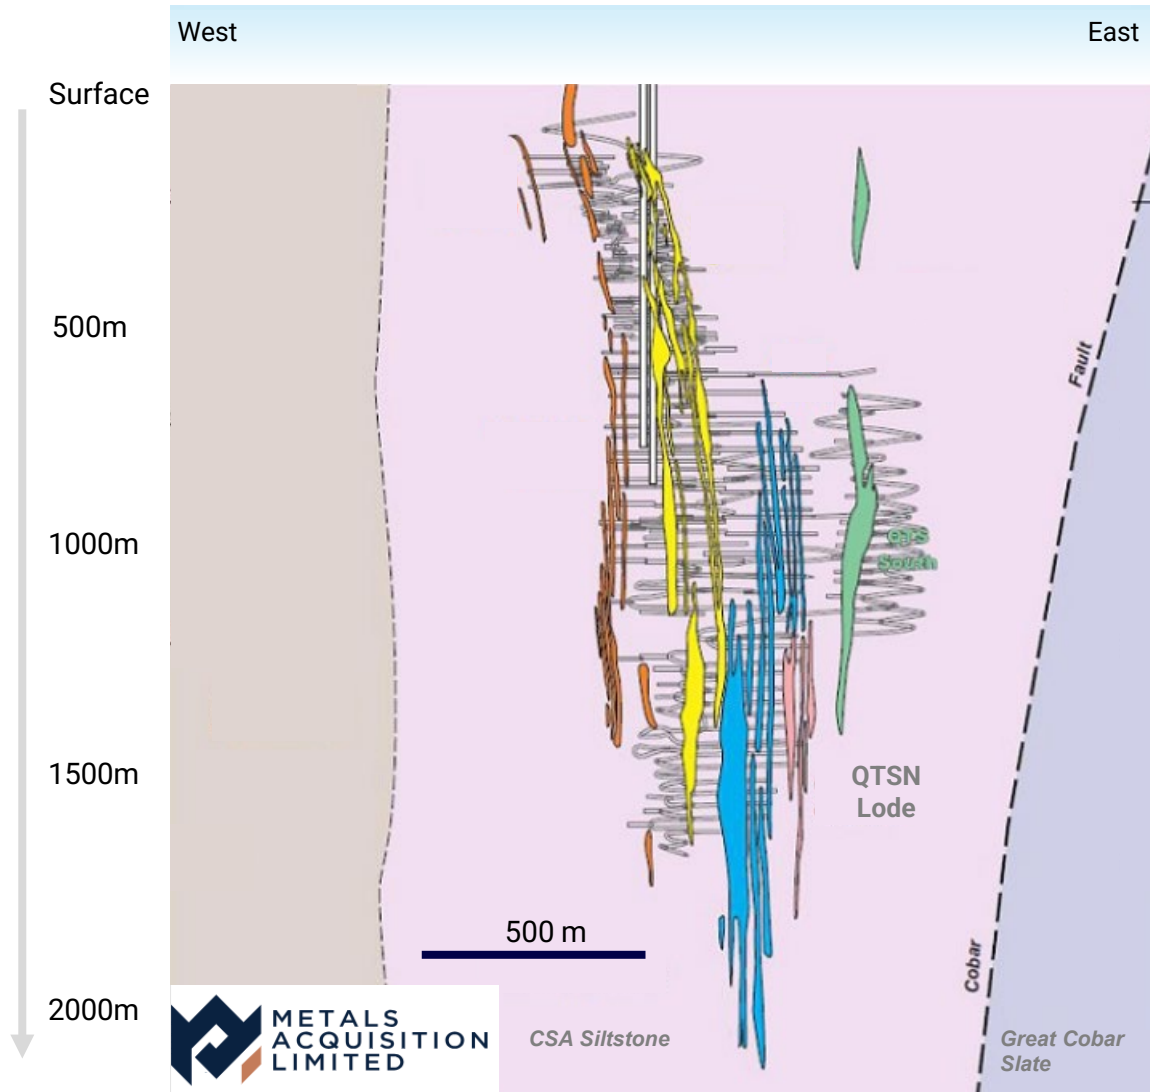 West
East
Surface
500m
1000m
1500m
2000m
Fault
QTS
South
QTSN
Lode
500 m
Cobar
METALS
ACQUISITION
LIMITED
CSA Siltstone
Great Cobar
Slate